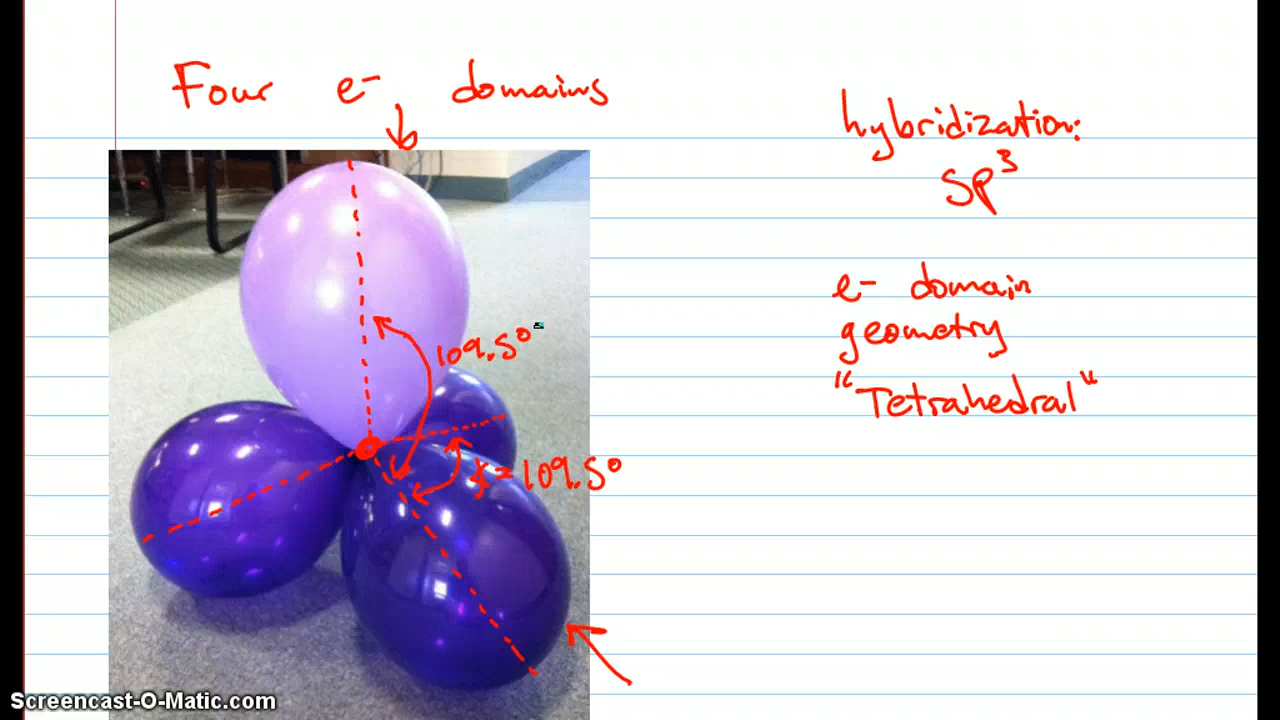 Four e- domains
hybridization:
sp³
e- domain
geometry
"Tetrahedral"
109.5°
∡=109.5°
Screencast-O-Matic.com